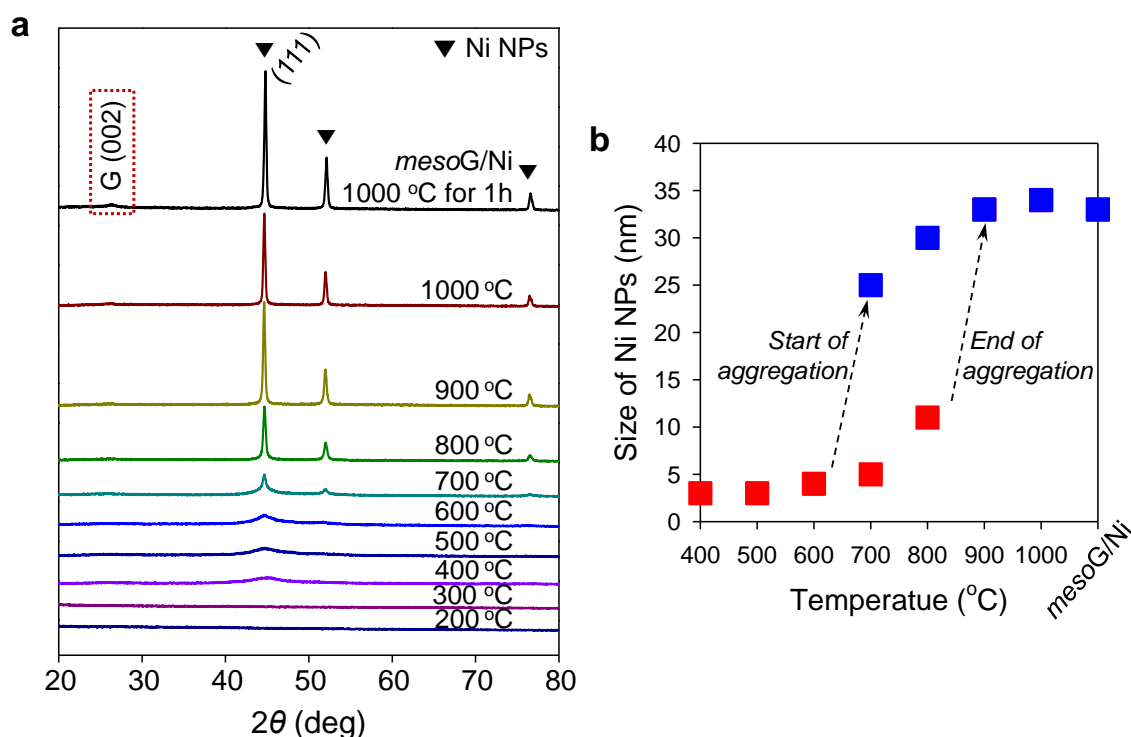 a
Ni NPs
(111)
G (002)
mesoG/Ni
1000 °C for 1h
1000 °C
900 °C
800 °C
700 °C
600 °C
500 °C
400 °C
300 °C
200 °C
20 30 40 50 60 70 80
2θ (deg)
b
40
35
30
25
20
15
10
5
0
Size of Ni NPs (nm)
Start of
aggregation
End of
aggregation
400 500 600 700 800 900 1000 mesoG/Ni
Temperatue (°C)